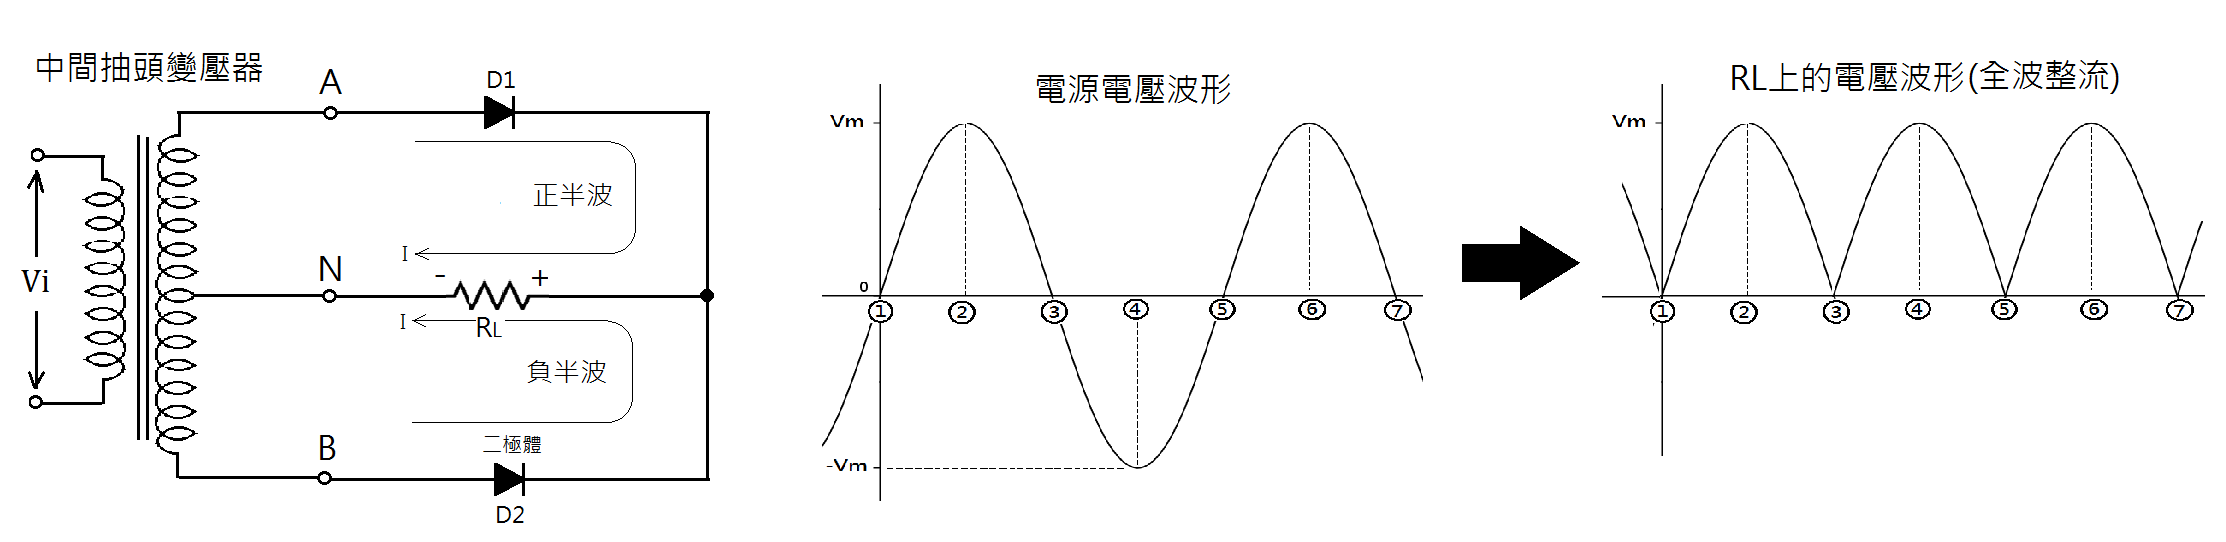 中間抽頭變壓器
A
D1
正半波
I
Vi
N
-
+
RL
I
負半波
B
二極體
D2
電源電壓波形
Vm
0
①
②
③
④
⑤
⑥
⑦
-Vm
RL上的電壓波形(全波整流)
Vm
①
②
③
④
⑤
⑥
⑦